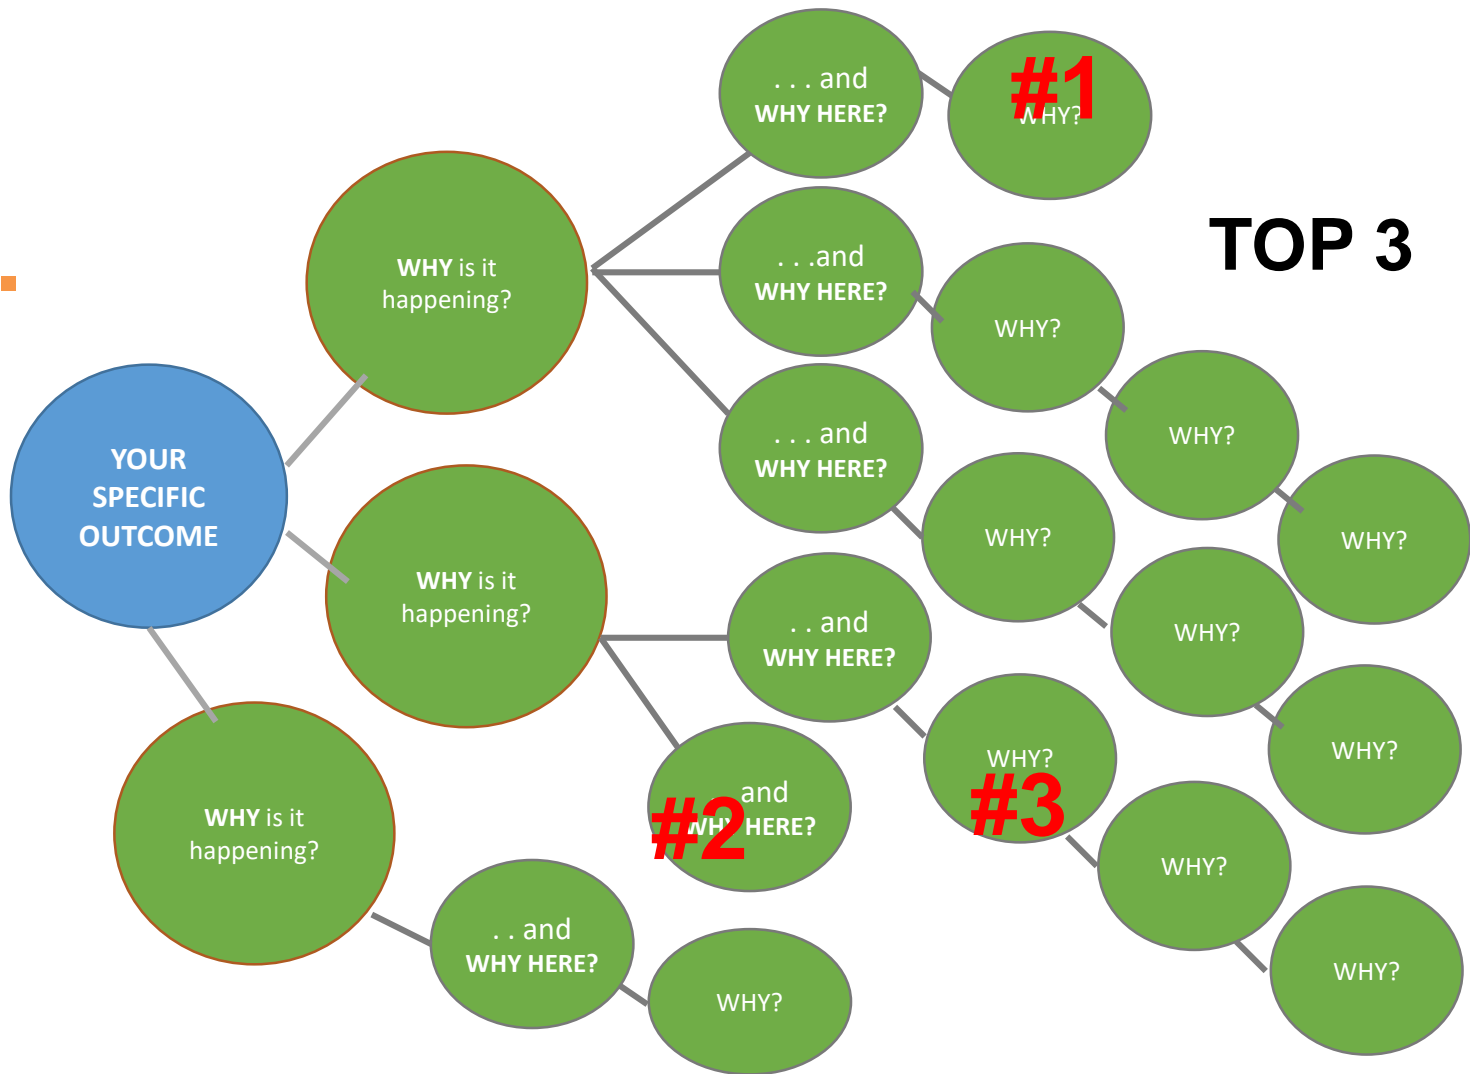 . . . and
WHY HERE?
#1
WHY?
TOP 3
WHY is it
happening?
. . .and
WHY HERE?
WHY?
. . . and
WHY HERE?
WHY?
WHY?
YOUR
SPECIFIC
OUTCOME
WHY?
WHY?
WHY is it
happening?
. . and
WHY HERE?
WHY?
WHY?
WHY?
#3
and
WHY HERE?
#2
WHY is it
happening?
WHY?
. . and
WHY HERE?
WHY?
WHY?